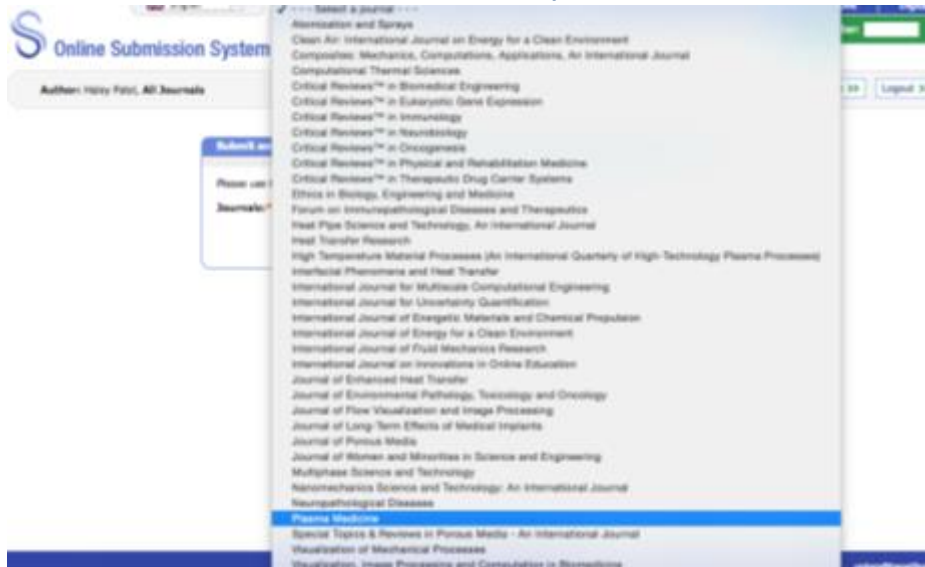 - - - Select a journal - - -
Atomization and Sprays
Clean Air: International Journal on Energy for a Clean Environment
Composites: Mechanics, Computations, Applications, An International Journal
Computational Thermal Sciences
Critical Reviews™ in Biomedical Engineering
Critical Reviews™ in Eukaryotic Gene Expression
Critical Reviews™ in Immunology
Critical Reviews™ in Neurobiology
Critical Reviews™ in Oncogenesis
Critical Reviews™ in Physical and Rehabilitation Medicine
Critical Reviews™ in Therapeutic Drug Carrier Systems
Ethics in Biology, Engineering and Medicine
Forum on Immunopathological Diseases and Therapeutics
Heat Pipe Science and Technology, An International Journal
Heat Transfer Research
High Temperature Material Processes (An International Quarterly of High-Technology Plasma Processes)
Interfacial Phenomena and Heat Transfer
International Journal for Multiscale Computational Engineering
International Journal for Uncertainty Quantification
International Journal of Energetic Materials and Chemical Propulsion
International Journal of Energy for a Clean Environment
International Journal of Fluid Mechanics Research
International Journal on Innovations in Online Education
Journal of Enhanced Heat Transfer
Journal of Environmental Pathology, Toxicology and Oncology
Journal of Flow Visualization and Image Processing
Journal of Long-Term Effects of Medical Implants
Journal of Porous Media
Journal of Women and Minorities in Science and Engineering
Multiphase Science and Technology
Nanomechanics Science and Technology: An International Journal
Neuropathological Diseases
Plasma Medicine
Special Topics & Reviews in Porous Media - An International Journal
Visualization of Mechanical Processes
Visualization, Image Processing and Computation in Biomedicine
Online Submission System
Author: Patel, All Journals
Logout
Submit
Please use
Journals:*